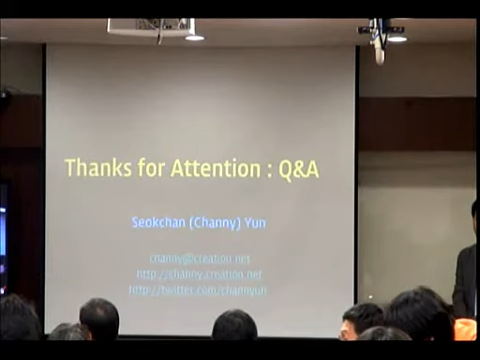 Thanks for Attention : Q&A
Seokchan (Channy) Yun
channy@creation.net
http://channy.creation.net
http://twitter.com/channyun